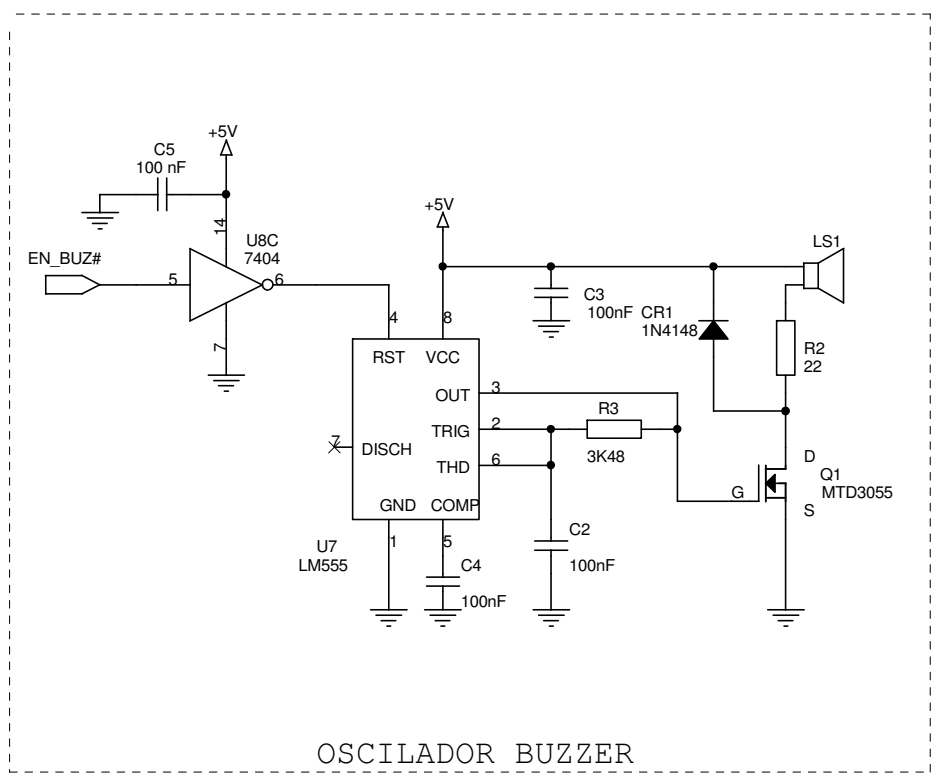 +5V
C5
100 nF
14
U8C
7404
EN_BUZ#
5
6
7
+5V
LS1
C3
100nF
CR1
1N4148
R2
22
4
8
RST
VCC
OUT
3
R3
TRIG
2
3K48
7
DISCH
THD
6
D
Q1
MTD3055
G
S
GND
COMP
U7
LM555
1
5
C4
100nF
C2
100nF
OSCILADOR BUZZER